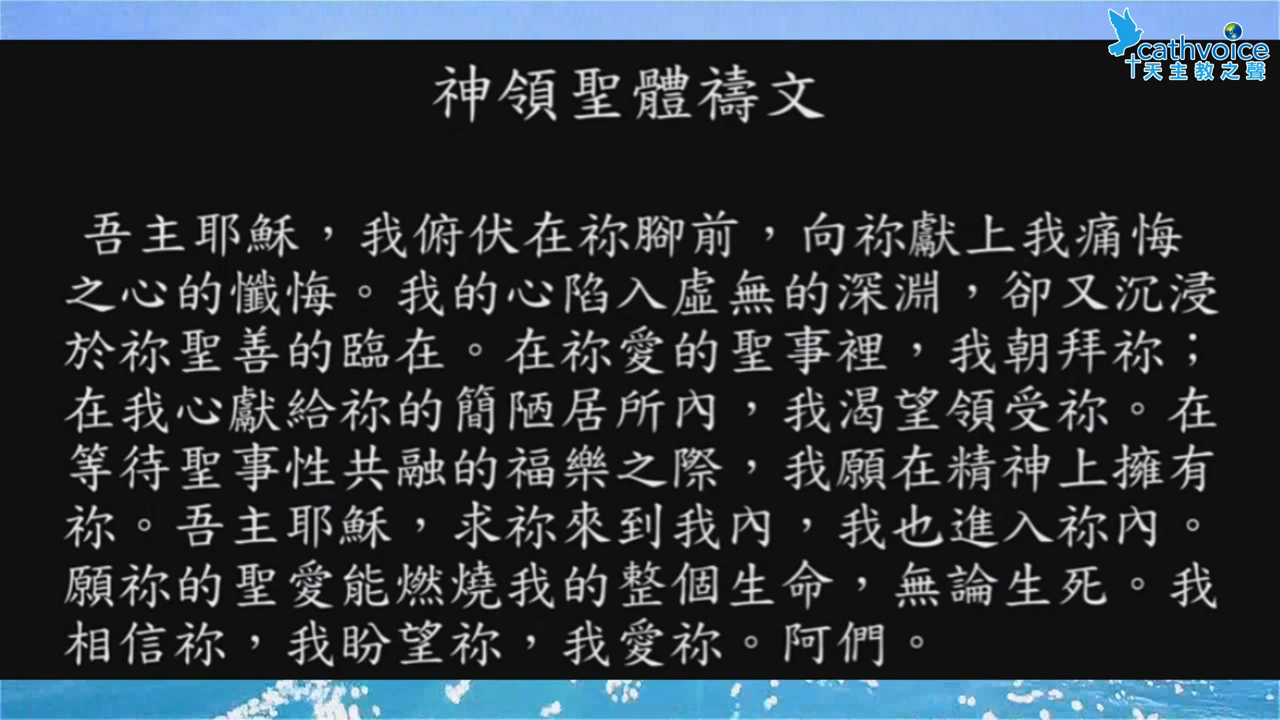 cathvoice
天主教之聲
神領聖體禱文
吾主耶穌，我俯伏在祢腳前，向祢獻上我痛悔
之心的懺悔。我的心陷入虛無的深淵，卻又沉浸
於祢聖善的臨在。在祢愛的聖事裡，我朝拜祢；
在我心獻給祢的簡陋居所內，我渴望領受祢。在
等待聖事性共融的福樂之際，我願在精神上擁有
祢。吾主耶穌，求祢來到我內，我也進入祢內。
願祢的聖愛能燃燒我的整個生命，無論生死。我
相信祢，我盼望祢，我愛祢。阿們。